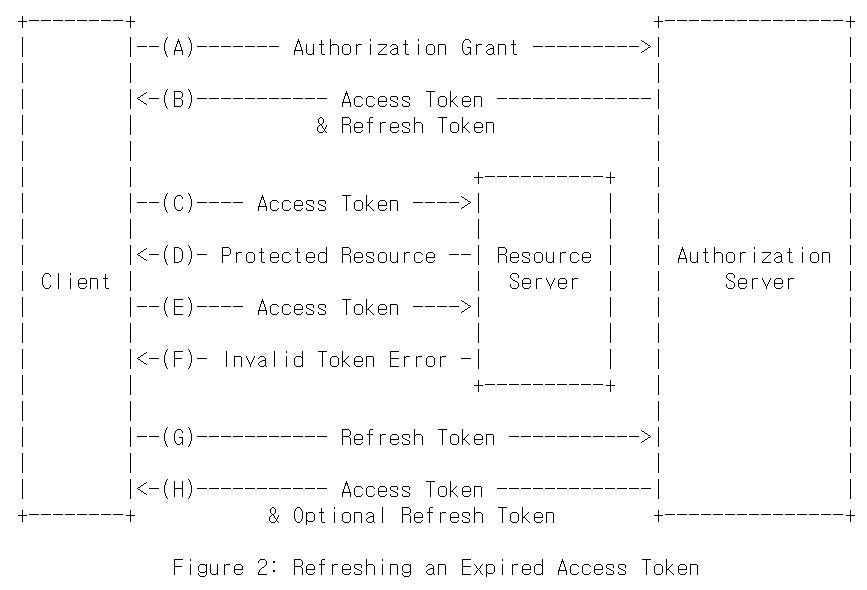 --(A)------- Authorization Grant --------->
<-(B)----------- Access Token -------------
& Refresh Token
--(C)---- Access Token ---->
<-(D)- Protected Resource -- Resource Authorization
Client Server Server
--(E)---- Access Token ---->
<-(F)- Invalid Token Error -
--(G)----------- Refresh Token ----------->
<-(H)----------- Access Token -------------
& Optional Refresh Token
Figure 2: Refreshing an Expired Access Token